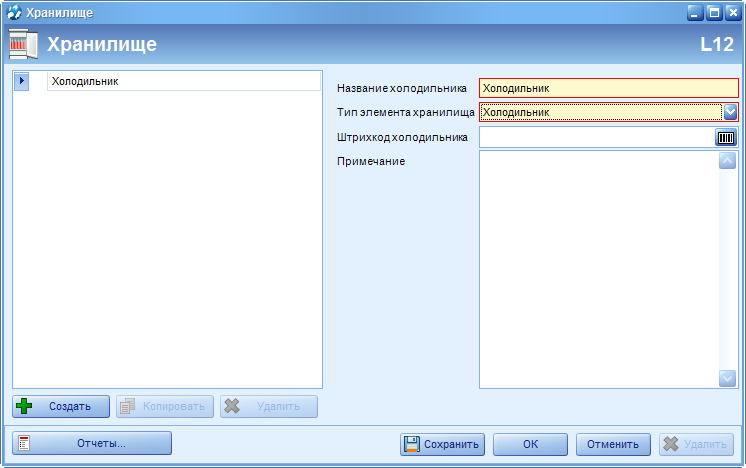 Хранилище
Хранилище L12
Холодильник
Название холодильника Холодильник
Тип элемента хранилища Холодильник
Штрихкод холодильника
Примечание
Создать Копировать Удалить
Отчеты... Сохранить ОК Отменить Удалить